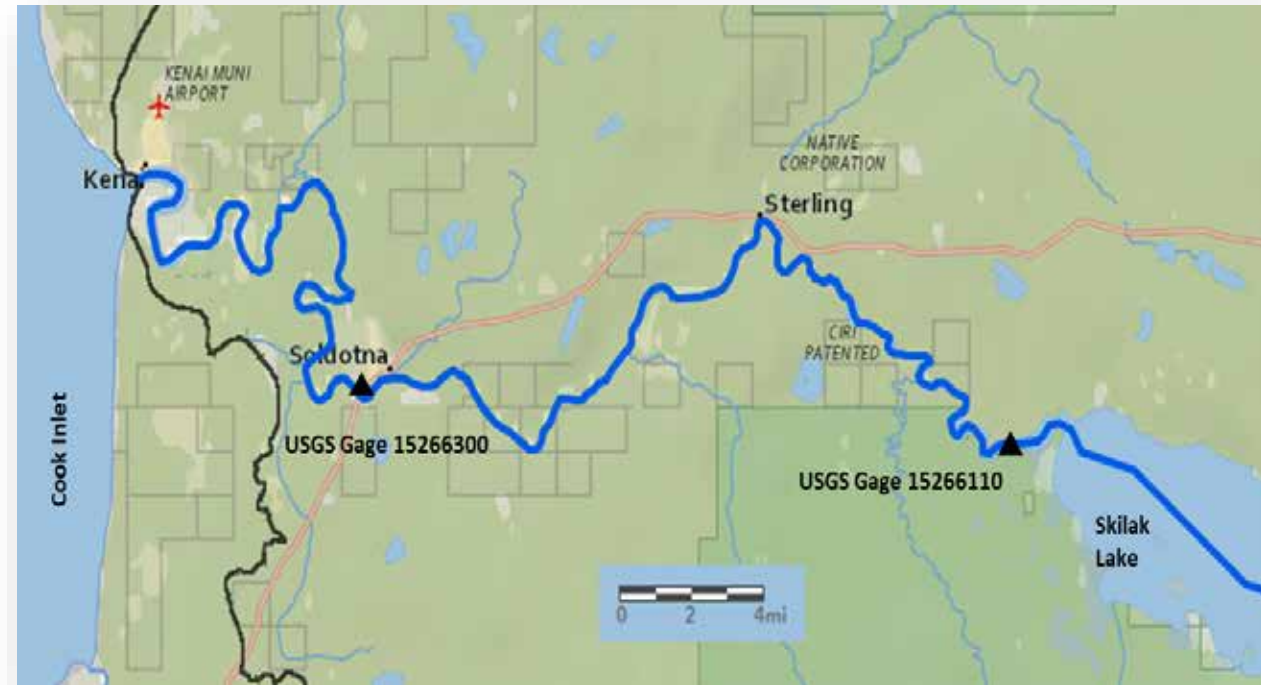 KENAI MUNI
AIRPORT
NATIVE
CORPORATION
Kenai
Sterling
CIRI
PATENTED
Soldotna
USGS Gage 15266300
USGS Gage 15266110
Cook Inlet
Skilak
Lake
0 2 4mi